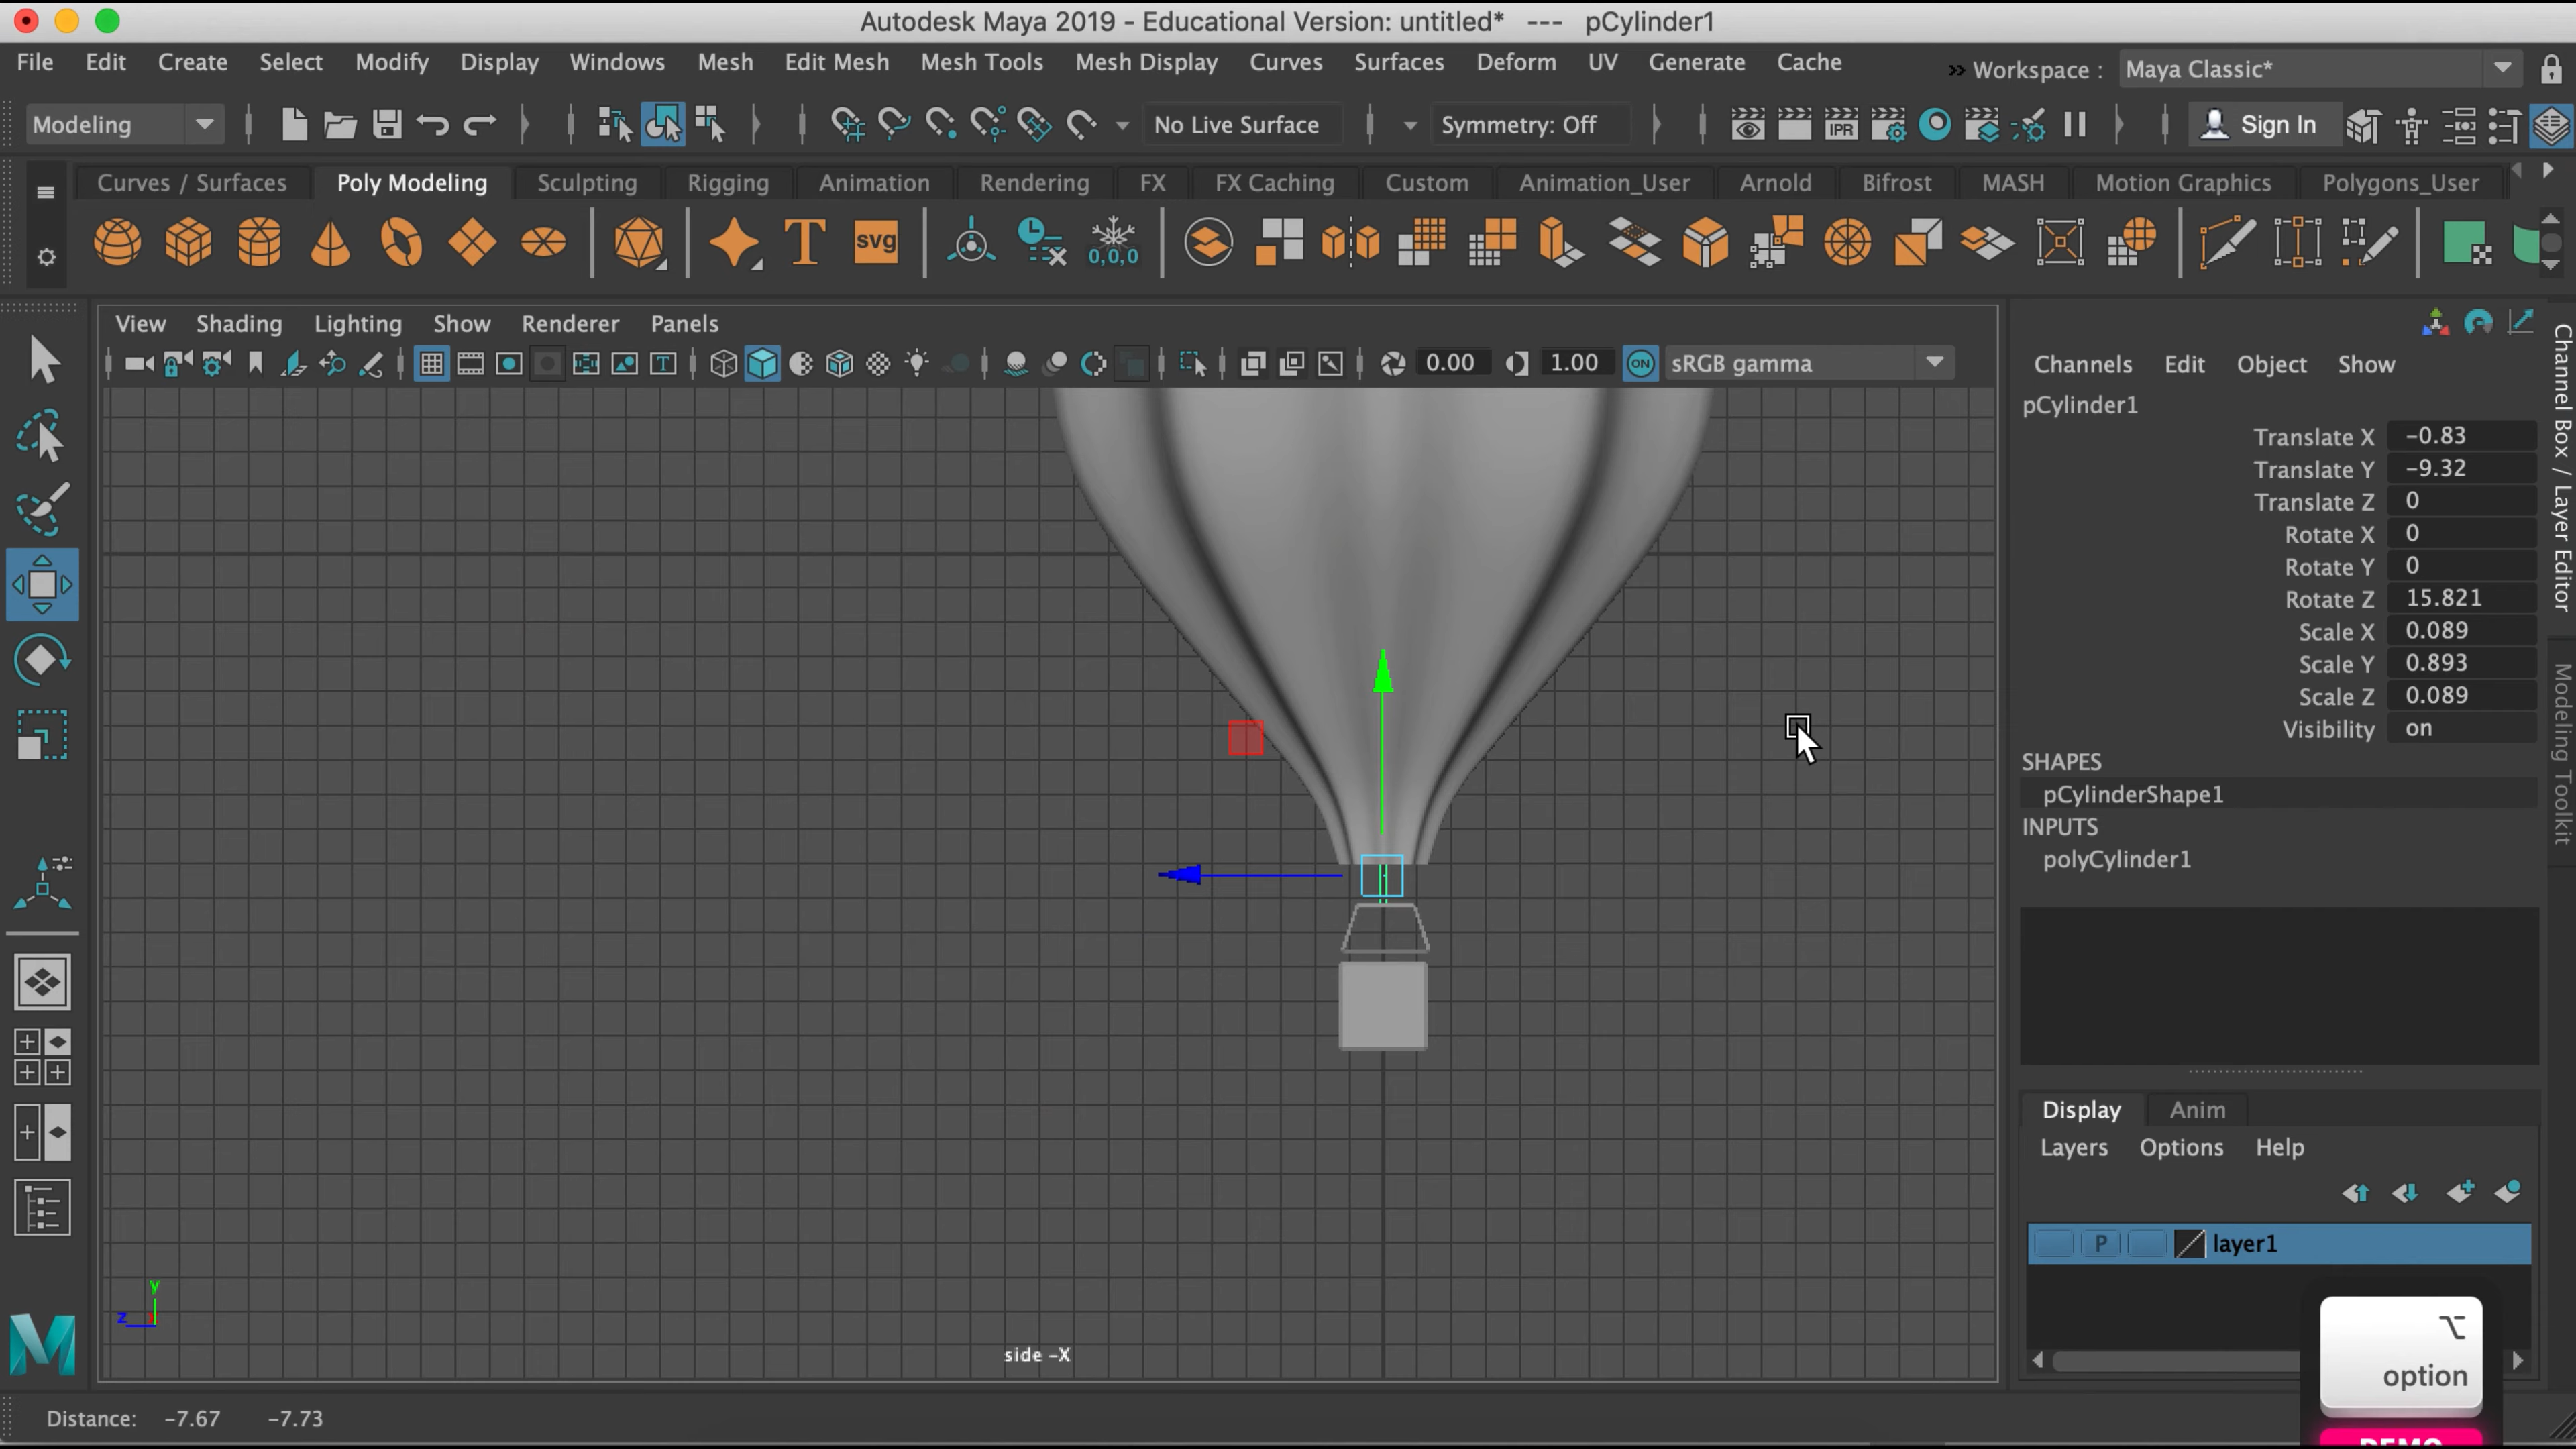 Autodesk Maya 2019 - Educational Version: untitled* --- pCylinder1
File Edit Create Select Modify Display Windows Mesh Edit Mesh Mesh Tools Mesh Display Curves Surfaces Deform UV Generate Cache » Workspace : Maya Classic*
Modeling No Live Surface Symmetry: Off IPR Sign In
Curves / Surfaces Poly Modeling Sculpting Rigging Animation Rendering FX FX Caching Custom Animation_User Arnold Bifrost MASH Motion Graphics Polygons_User
T svg 0,0,0
View Shading Lighting Show Renderer Panels
T 0.00 1.00 ON sRGB gamma
Channels Edit Object Show
pCylinder1
Translate X -0.83
Translate Y -9.32
Translate Z 0
Rotate X 0
Rotate Y 0
Rotate Z 15.821
Scale X 0.089
Scale Y 0.893
Scale Z 0.089
Visibility on
SHAPES
pCylinderShape1
INPUTS
polyCylinder1
Channel Box / Layer Editor
Modeling Toolkit
Display Anim
Layers Options Help
P layer1
y
z
side -X
M
⌥
option
DEMO
Distance: -7.67 -7.73